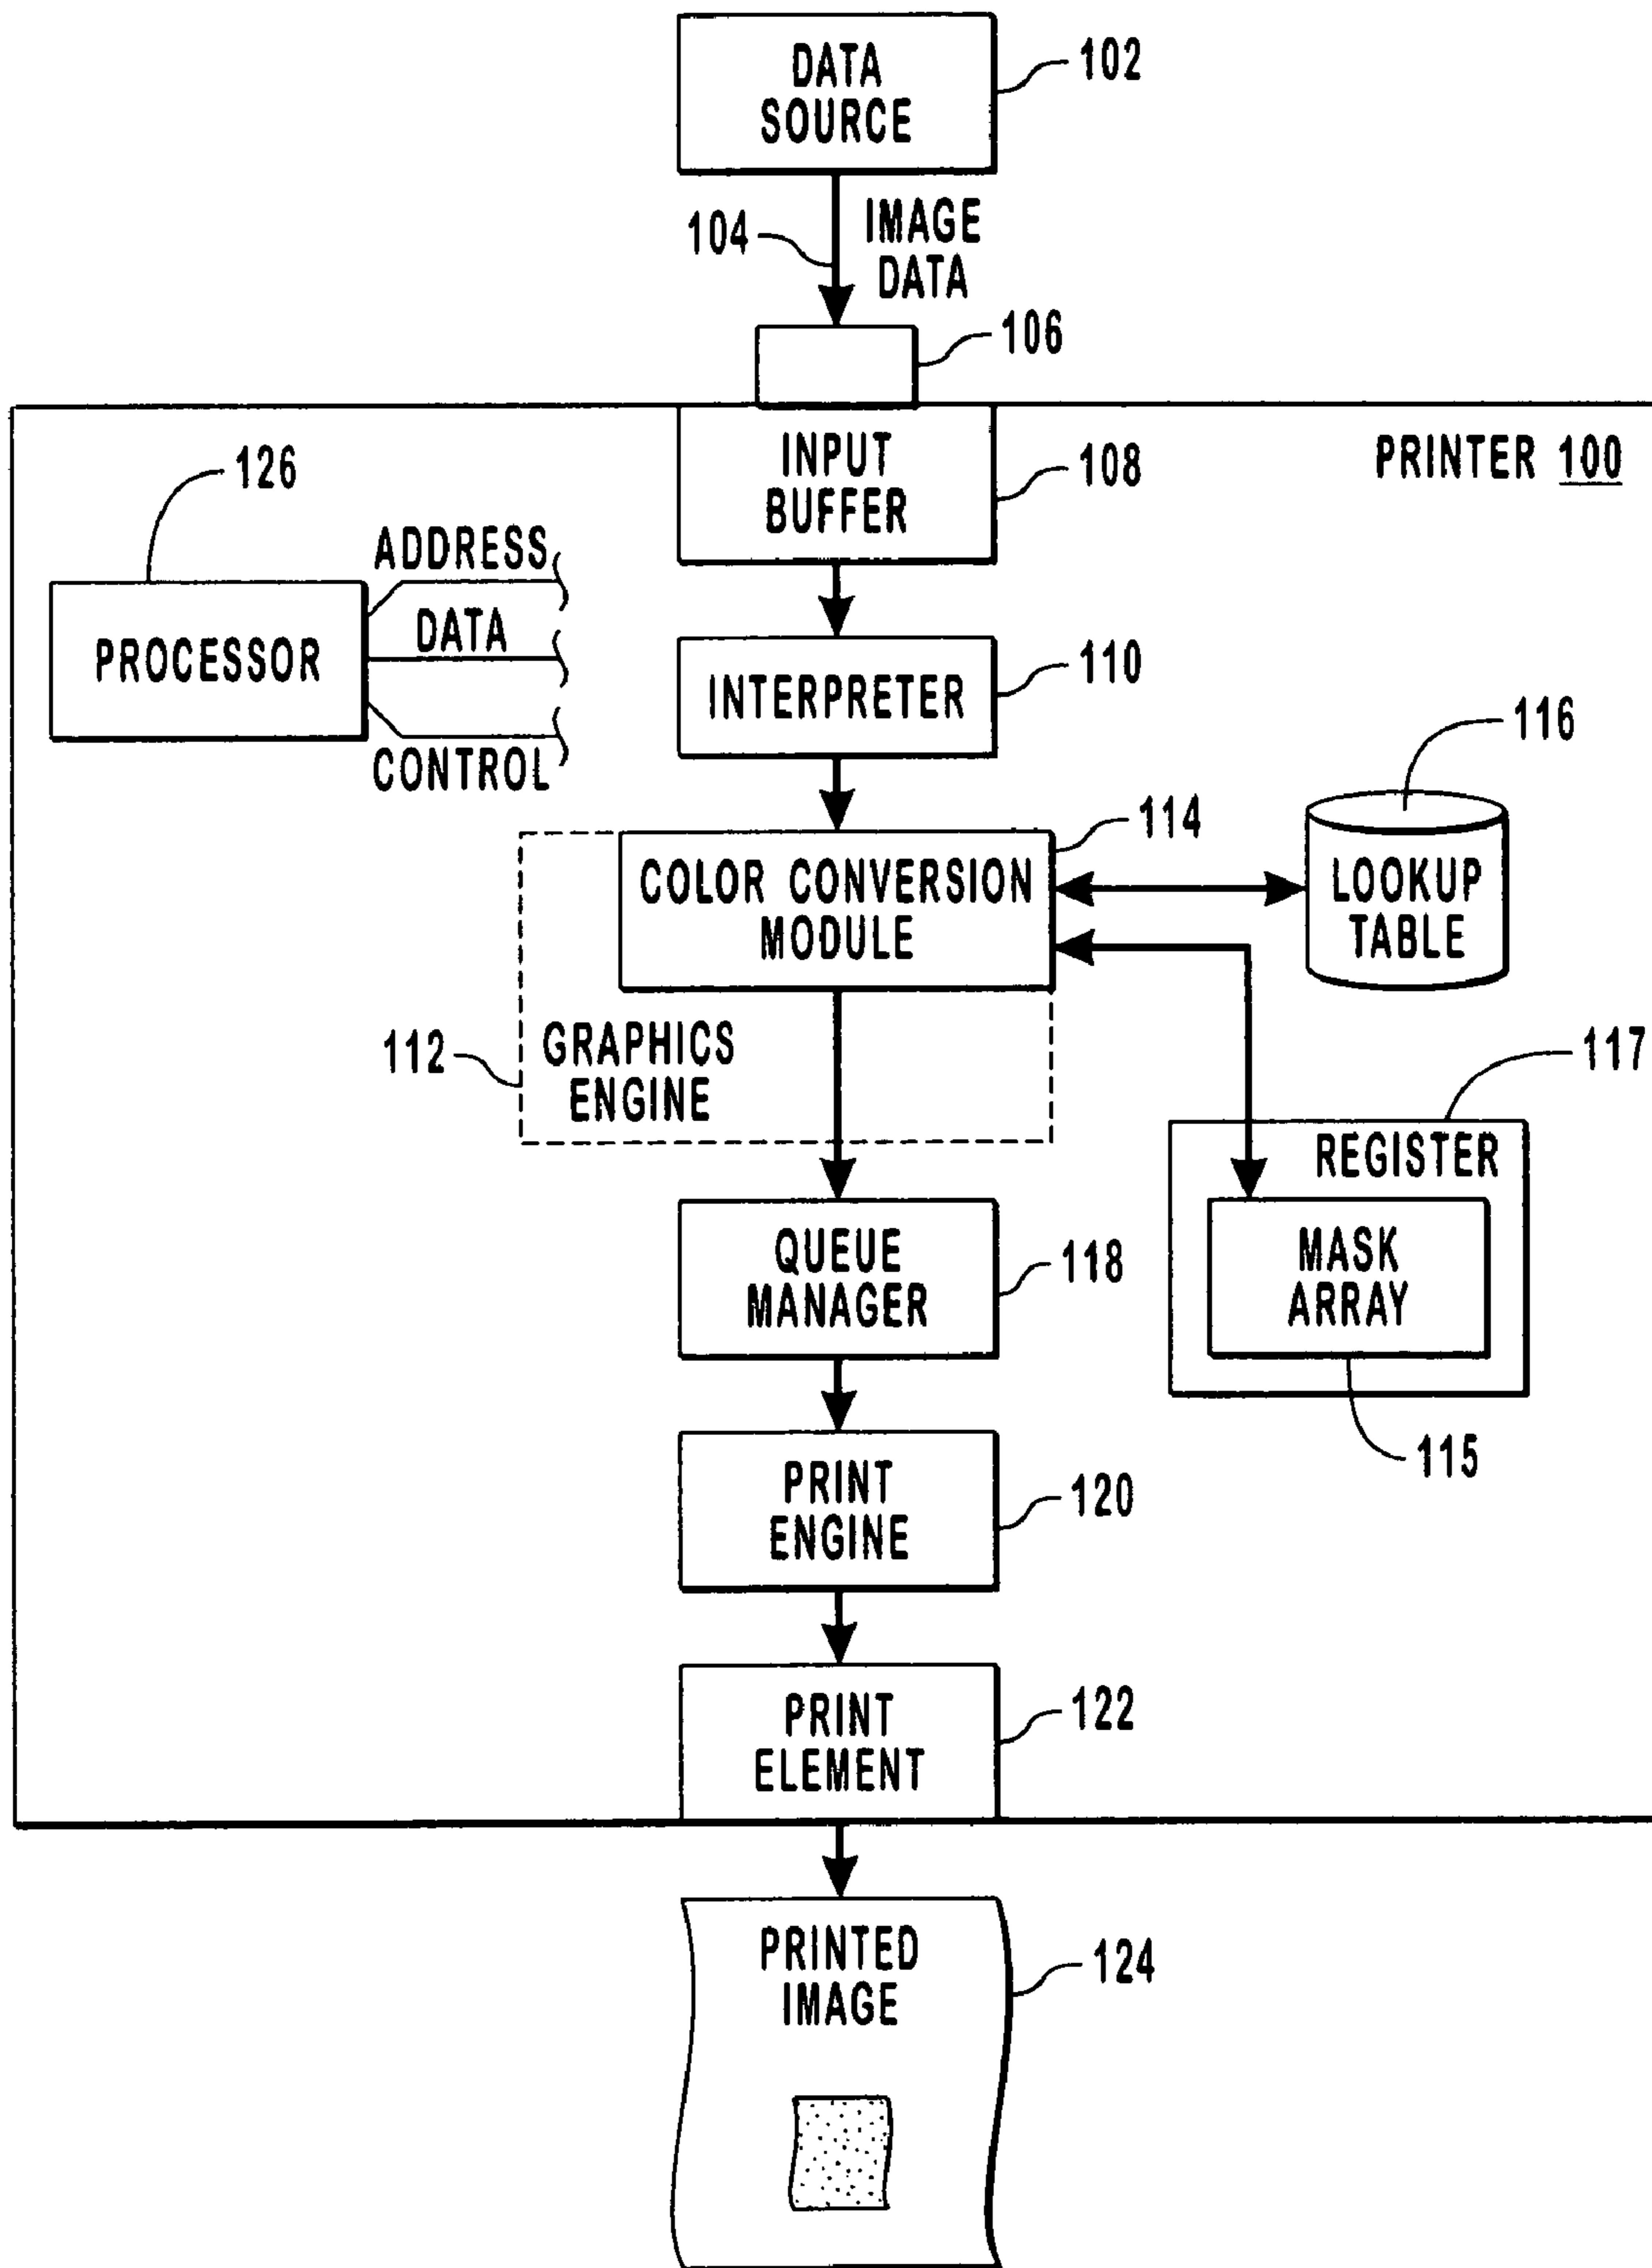 DATA
SOURCE
102
104
IMAGE
DATA
106
INPUT
BUFFER
108
PRINTER 100
126
ADDRESS
DATA
CONTROL
PROCESSOR
INTERPRETER
110
116
114
COLOR CONVERSION
MODULE
LOOKUP
TABLE
112
GRAPHICS
ENGINE
117
REGISTER
MASK
ARRAY
115
QUEUE
MANAGER
118
PRINT
ENGINE
120
PRINT
ELEMENT
122
PRINTED
IMAGE
124